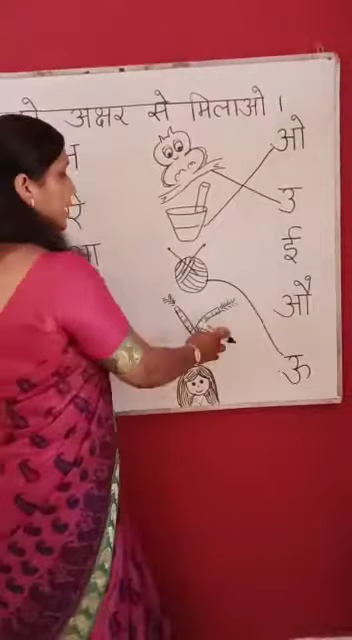 अक्षर से मिलाओ ।
ओ
उ
ई
औ
ऊ